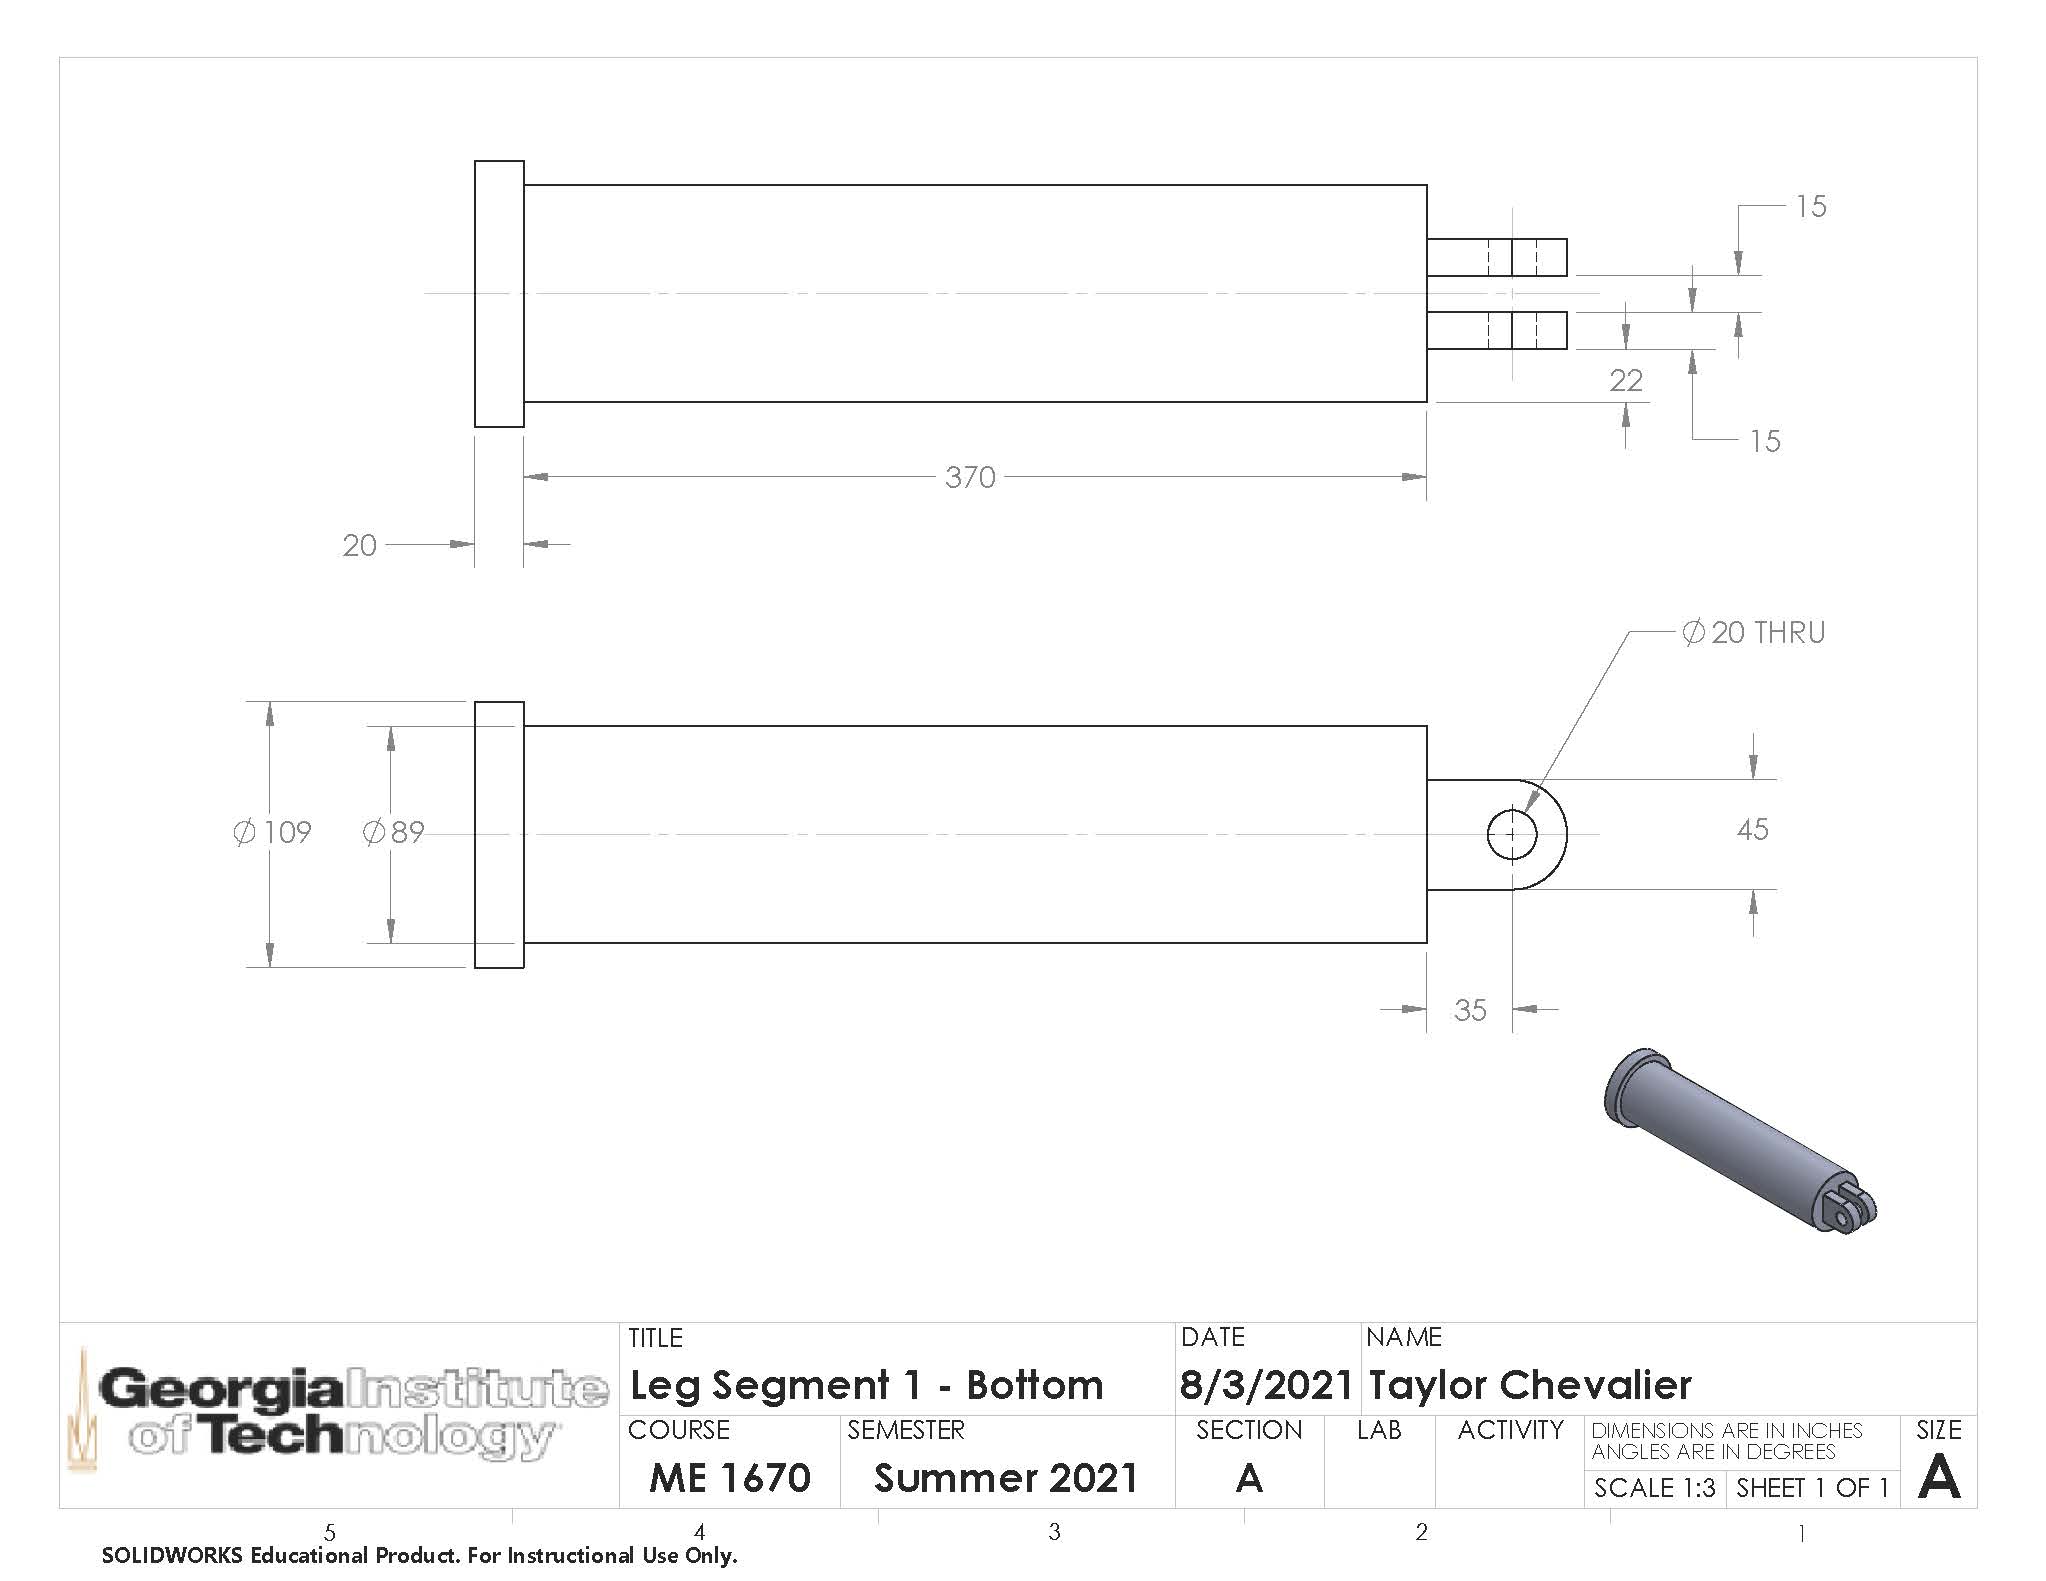 15
22
15
370
20
⌀20 THRU
⌀109
⌀89
45
35
Georgia Institute
of Technology
TITLE
Leg Segment 1 - Bottom
DATE
8/3/2021
NAME
Taylor Chevalier
COURSE
ME 1670
SEMESTER
Summer 2021
SECTION
A
LAB
ACTIVITY
DIMENSIONS ARE IN INCHES
ANGLES ARE IN DEGREES
SCALE 1:3
SHEET 1 OF 1
SIZE
A
5
4
3
2
1
SOLIDWORKS Educational Product. For Instructional Use Only.